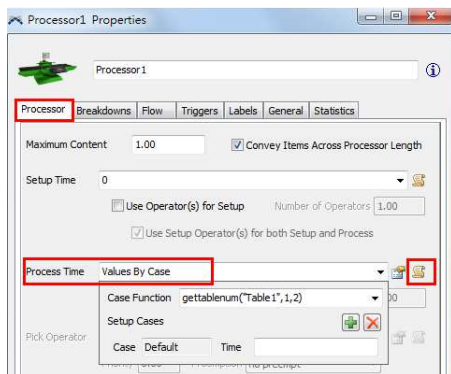 Processor1 Properties
Processor1
Processor Breakdowns Flow Triggers Labels General Statistics
Maximum Content 1.00 Convey Items Across Processor Length
Setup Time 0
Use Operator(s) for Setup Number of Operators 1.00
Use Setup Operator(s) for both Setup and Process
Process Time Values By Case
Case Function gettablenum("Table1",1,2)
Setup Cases
Pick Operator
Case Default Time